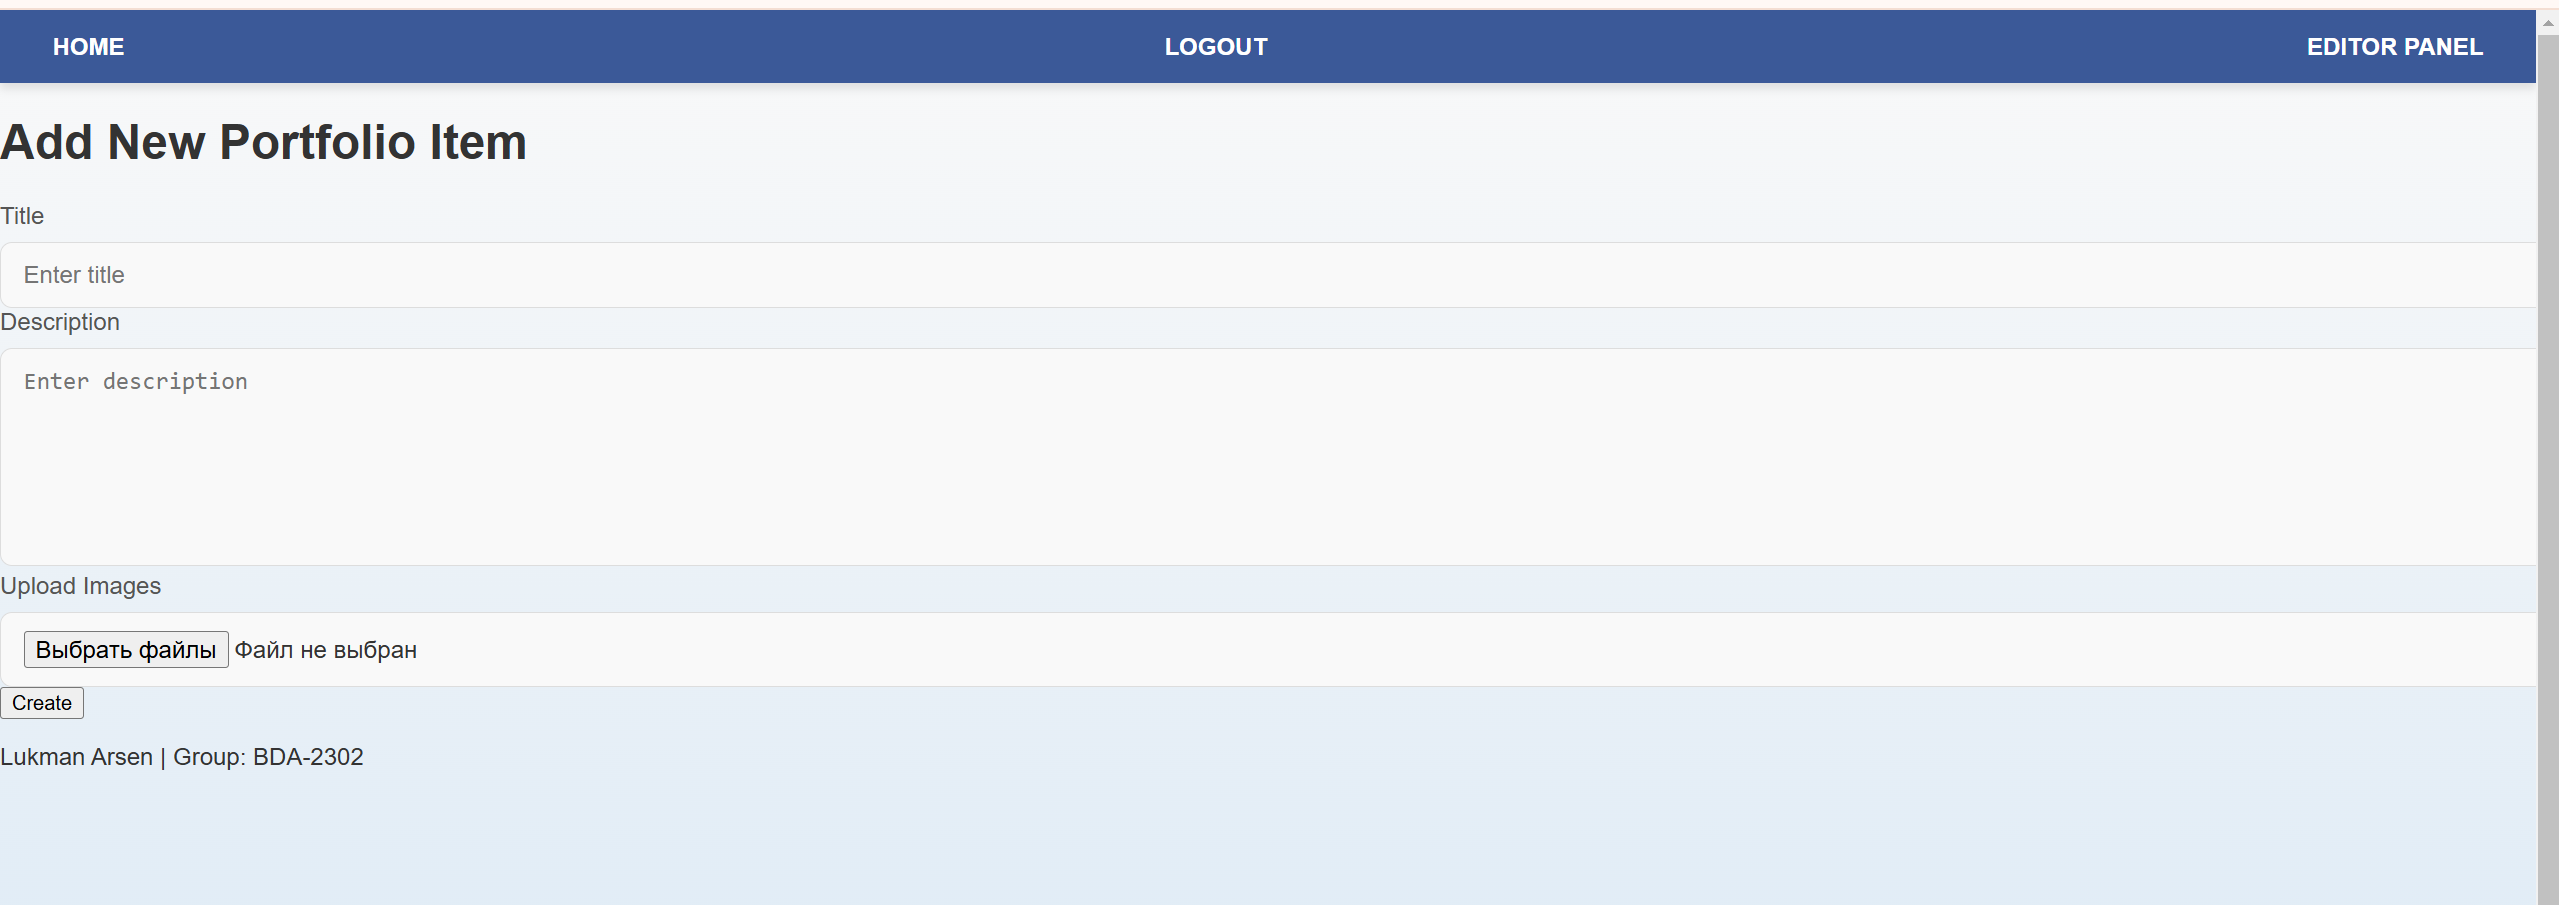 HOME LOGOUT EDITOR PANEL
Add New Portfolio Item
Title
Enter title
Description
Enter description
Upload Images
Выбрать файлы Файл не выбран
Create
Lukman Arsen | Group: BDA-2302